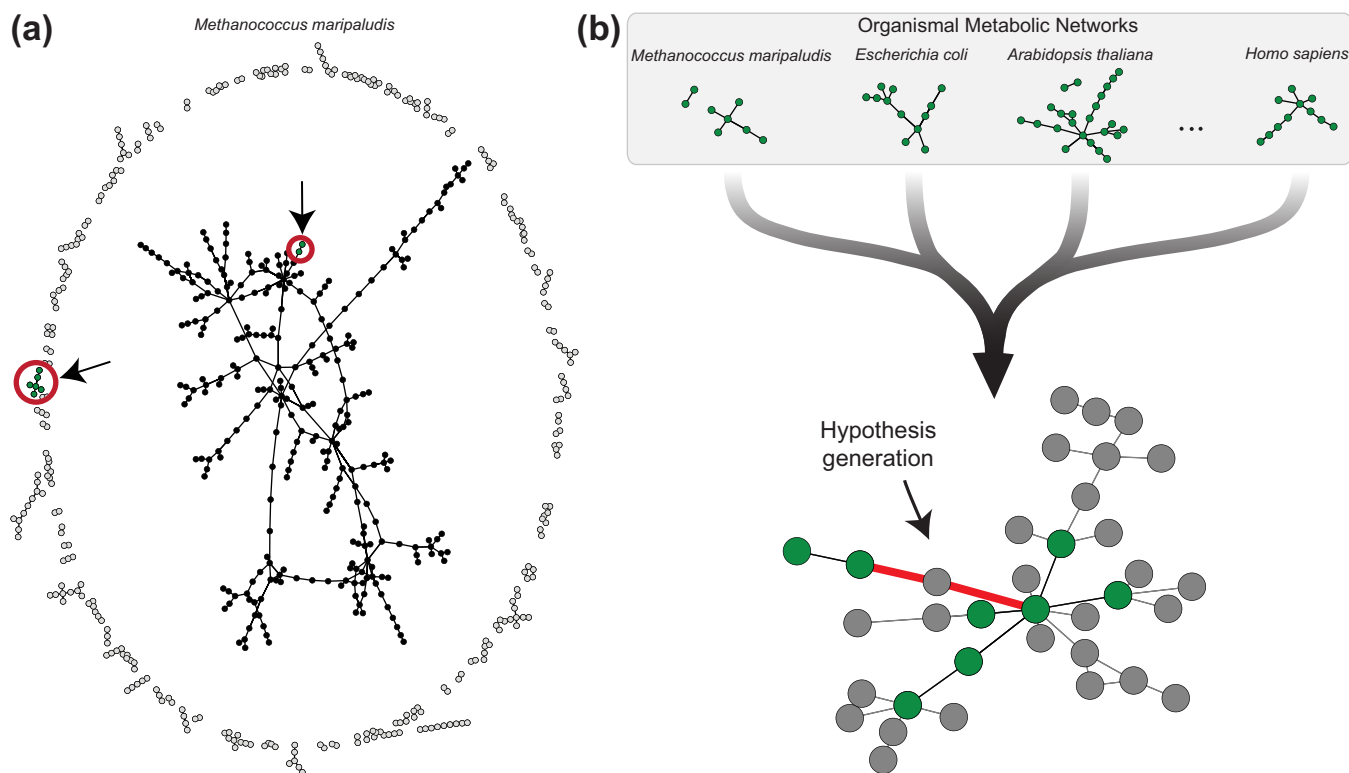 (a)
Methanococcus maripaludis
(b)
Organismal Metabolic Networks
Methanococcus maripaludis
Escherichia coli
Arabidopsis thaliana
Homo sapiens
...
Hypothesis
generation